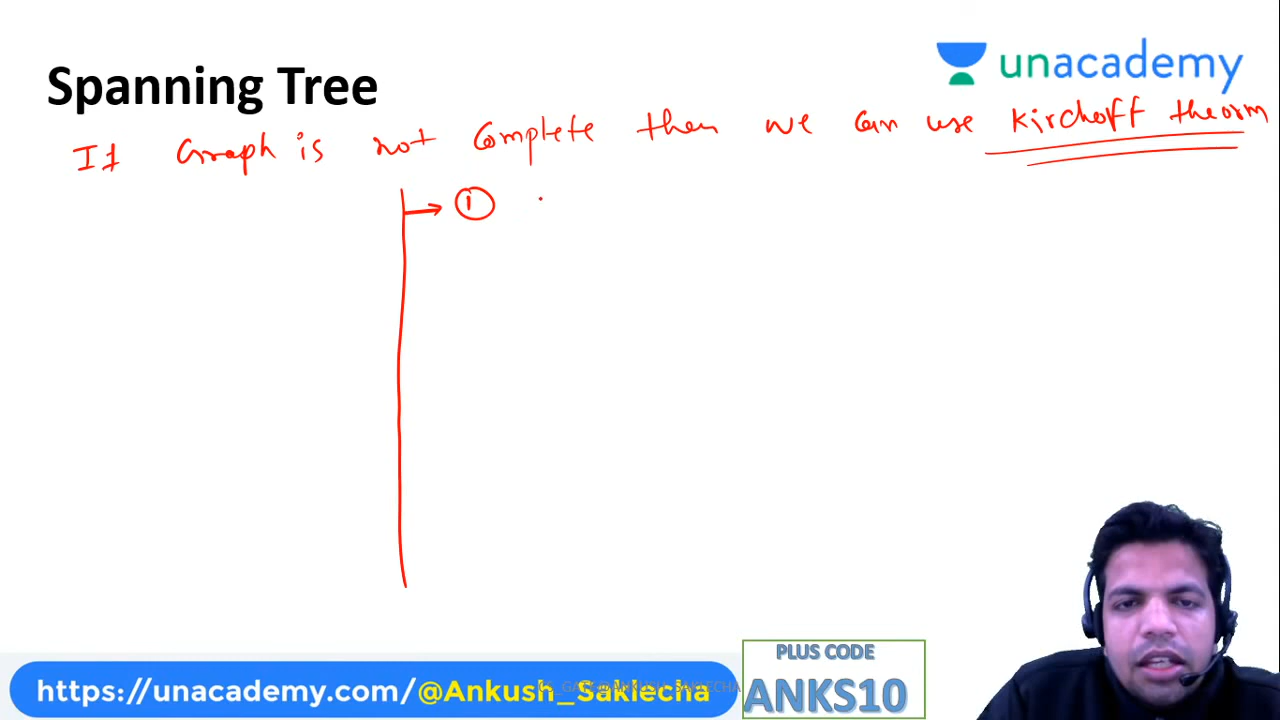 unacademy
Spanning Tree
If Graph is not Complete then we can use Kirchoff theorm
1
PLUS CODE
https://unacademy.com/@Ankush_Saklecha
ANKS10